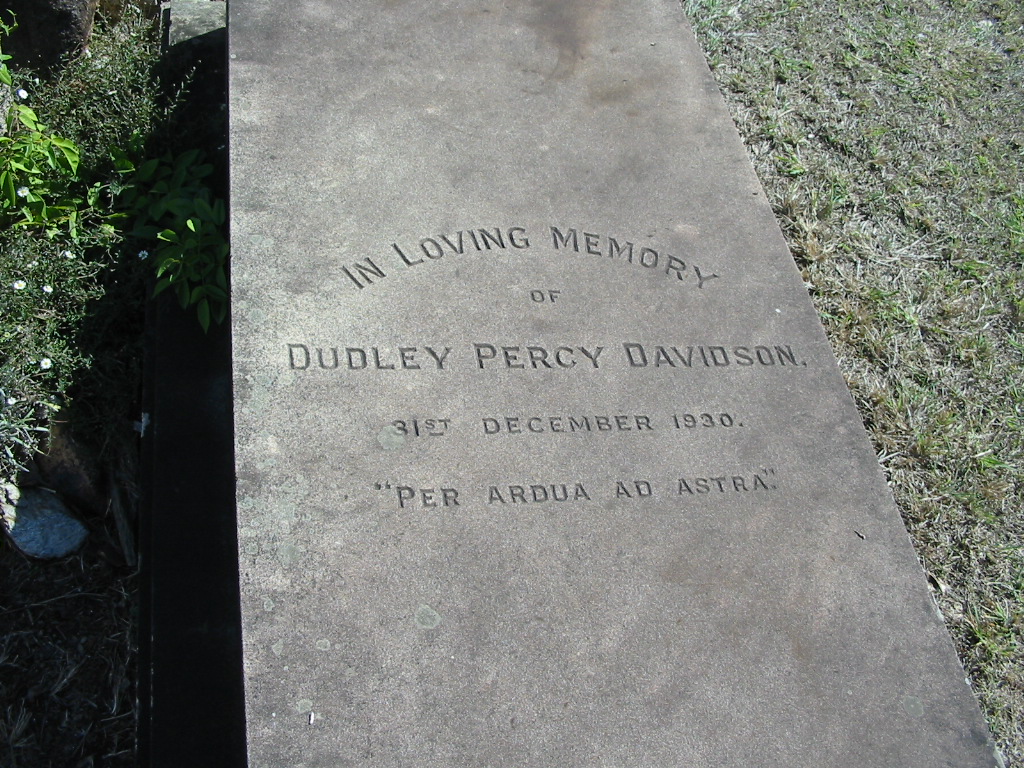 IN LOVING MEMORY
OF
DUDLEY PERCY DAVIDSON.
31ST DECEMBER 1930.
"PER ARDUA AD ASTRA."